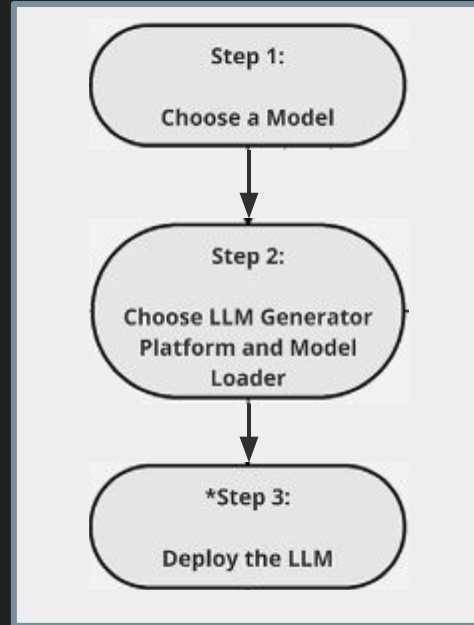 Step 1:
Choose a Model
Step 2:
Choose LLM Generator
Platform and Model
Loader
*Step 3:
Deploy the LLM